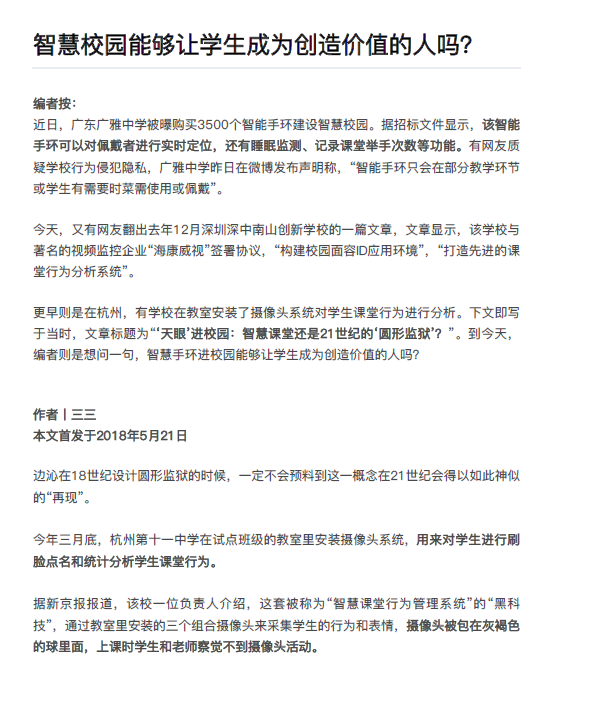 智慧校园能够让学生成为创造价值的人吗？
编者按：
近日，广东广雅中学被曝购买3500个智能手环建设智慧校园。据招标文件显示，该智能
手环可以对佩戴者进行实时定位，还有睡眠监测、记录课堂举手次数等功能。有网友质
疑学校行为侵犯隐私，广雅中学昨日在微博发布声明称，“智能手环只会在部分教学环节
或学生有需要时菜需使用或佩戴”。
今天，又有网友翻出去年12月深圳深中南山创新学校的一篇文章，文章显示，该学校与
著名的视频监控企业“海康威视”签署协议，“构建校园面容ID应用环境”，“打造先进的课
堂行为分析系统”。
更早则是在杭州，有学校在教室安装了摄像头系统对学生课堂行为进行分析。下文即写
于当时，文章标题为“‘天眼’进校园：智慧课堂还是21世纪的‘圆形监狱’？”。到今天，
编者则是想问一句，智慧手环进校园能够让学生成为创造价值的人吗？
作者丨三三
本文首发于2018年5月21日
边沁在18世纪设计圆形监狱的时候，一定不会预料到这一概念在21世纪会得以如此神似
的“再现”。
今年三月底，杭州第十一中学在试点班级的教室里安装摄像头系统，用来对学生进行刷
脸点名和统计分析学生课堂行为。
据新京报报道，该校一位负责人介绍，这套被称为“智慧课堂行为管理系统”的“黑科
技”，通过教室里安装的三个组合摄像头来采集学生的行为和表情，摄像头被包在灰褐色
的球里面，上课时学生和老师察觉不到摄像头活动。